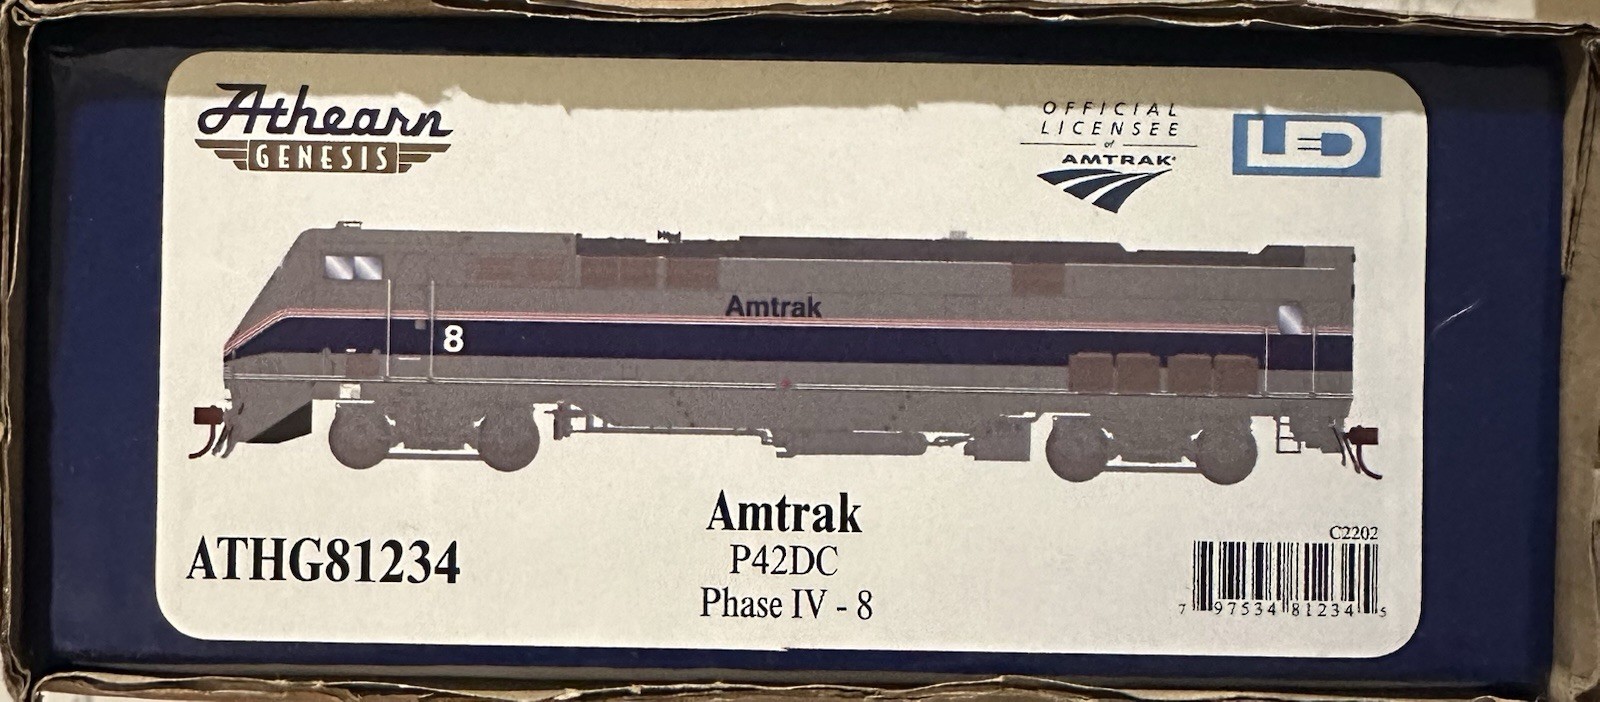 Athearn
GENESIS
OFFICIAL
LICENSEE
of
AMTRAK
LED
Amtrak
8
Amtrak
P42DC
Phase IV - 8
ATHG81234
C2202
7 97534 81234 5